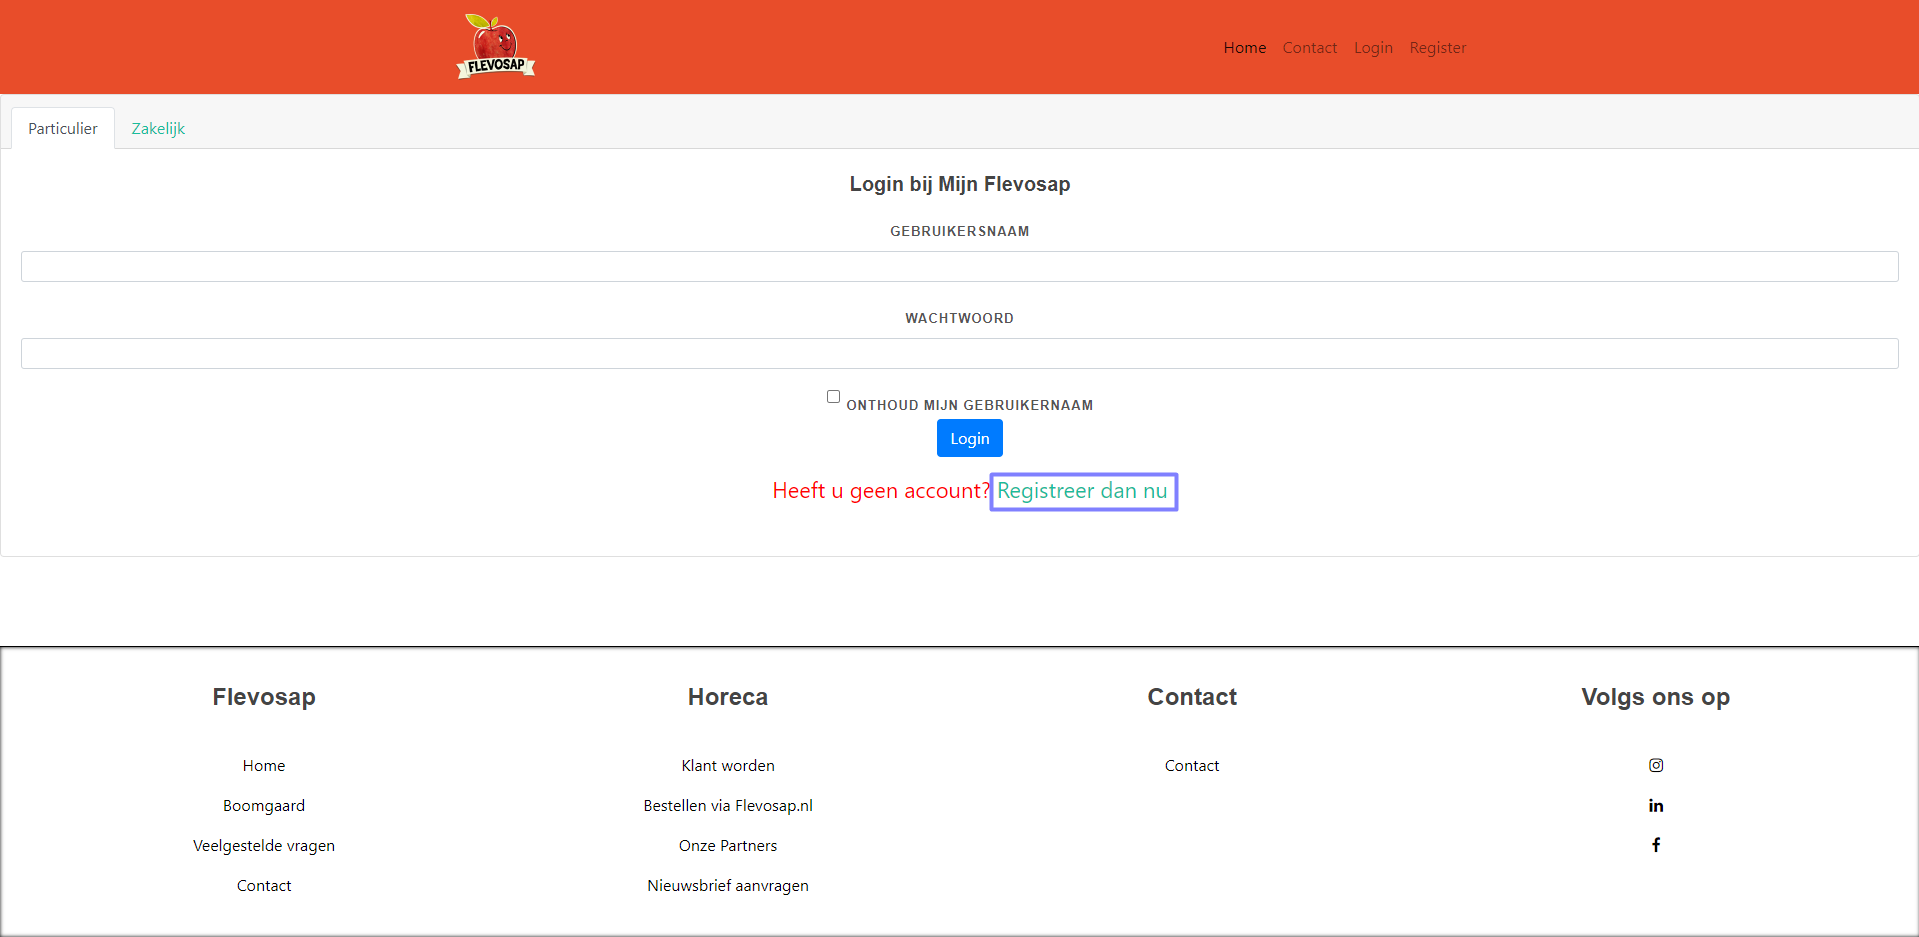 FLEVOSAP
Home Contact Login Register
Particulier Zakelijk
Login bij Mijn Flevosap
GEBRUIKERSNAAM
WACHTWOORD
ONTHOUD MIJN GEBRUIKERNAAM
Login
Heeft u geen account? Registreer dan nu
Flevosap
Home
Boomgaard
Veelgestelde vragen
Contact
Horeca
Klant worden
Bestellen via Flevosap.nl
Onze Partners
Nieuwsbrief aanvragen
Contact
Contact
Volgs ons op